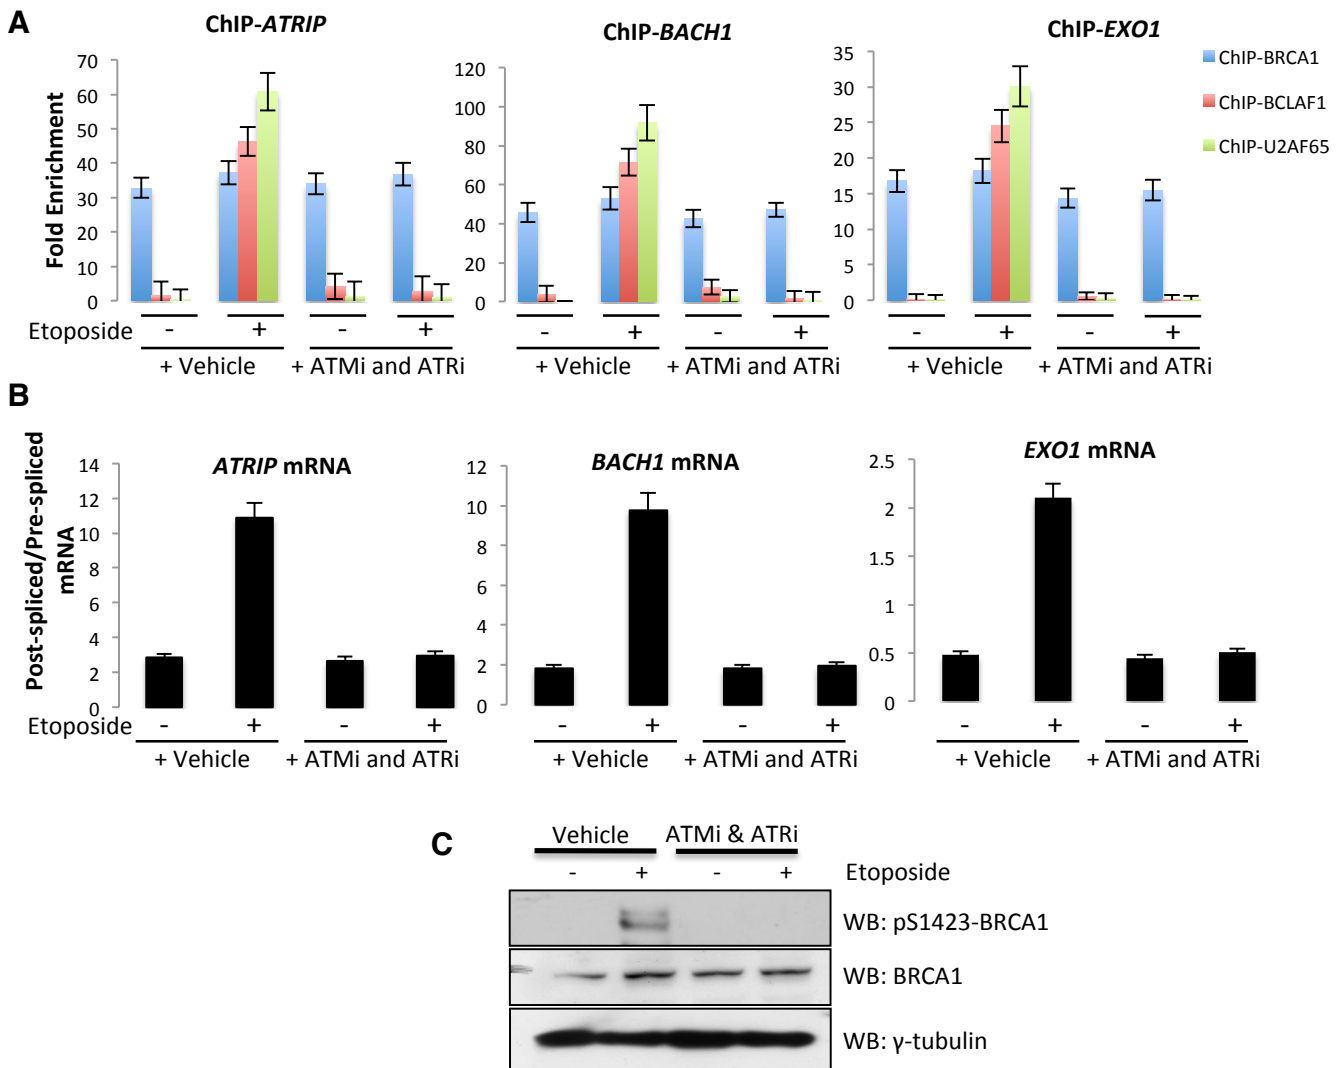 A
ChIP-ATRIP
ChIP-BACH1
ChIP-EXO1
Fold Enrichment
70
60
50
40
30
20
10
0
120
100
80
60
40
20
0
35
30
25
20
15
10
5
0
ChIP-BRCA1
ChIP-BCLAF1
ChIP-U2AF65
Etoposide - + - + - + - + - + - +
+ Vehicle + ATMi and ATRi + Vehicle + ATMi and ATRi + Vehicle + ATMi and ATRi
B
ATRIP mRNA
BACH1 mRNA
EXO1 mRNA
Post-spliced/Pre-spliced
mRNA
14
12
10
8
6
4
2
0
12
10
8
6
4
2
0
2.5
2
1.5
1
0.5
0
Etoposide - + - + - + - + - + - +
+ Vehicle + ATMi and ATRi + Vehicle + ATMi and ATRi + Vehicle + ATMi and ATRi
C
Vehicle ATMi & ATRi
- + - + Etoposide
WB: pS1423-BRCA1
WB: BRCA1
WB: γ-tubulin